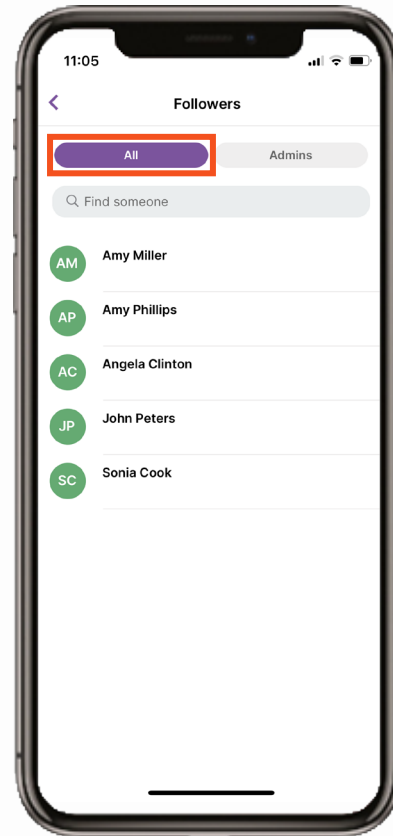 11:05
Followers
All
Admins
Find someone
AM
Amy Miller
AP
Amy Phillips
AC
Angela Clinton
JP
John Peters
SC
Sonia Cook